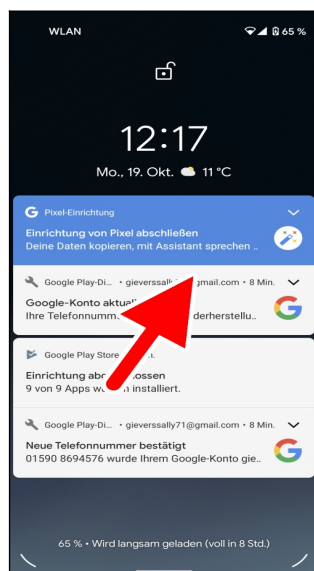 WLAN 65 %
12:17
Mo., 19. Okt. 11 °C
G Pixel-Einrichtung
Einrichtung von Pixel abschließen
Deine Daten kopieren, mit Assistant sprechen ..
Google Play-Di... • gieverssall gmail.com • 8 Min.
Google-Konto
Ihre derherstellu..
Google Play Store
Einrichtung
9 von 9 Apps installiert.
Google Play-Di... • gieverssally71@gmail.com • 8 Min.
Neue Telefonnummer bestätigt
01590 8694576 wurde Ihrem Google-Konto gie..
65 % • Wird langsam geladen (voll in 8 Std.)